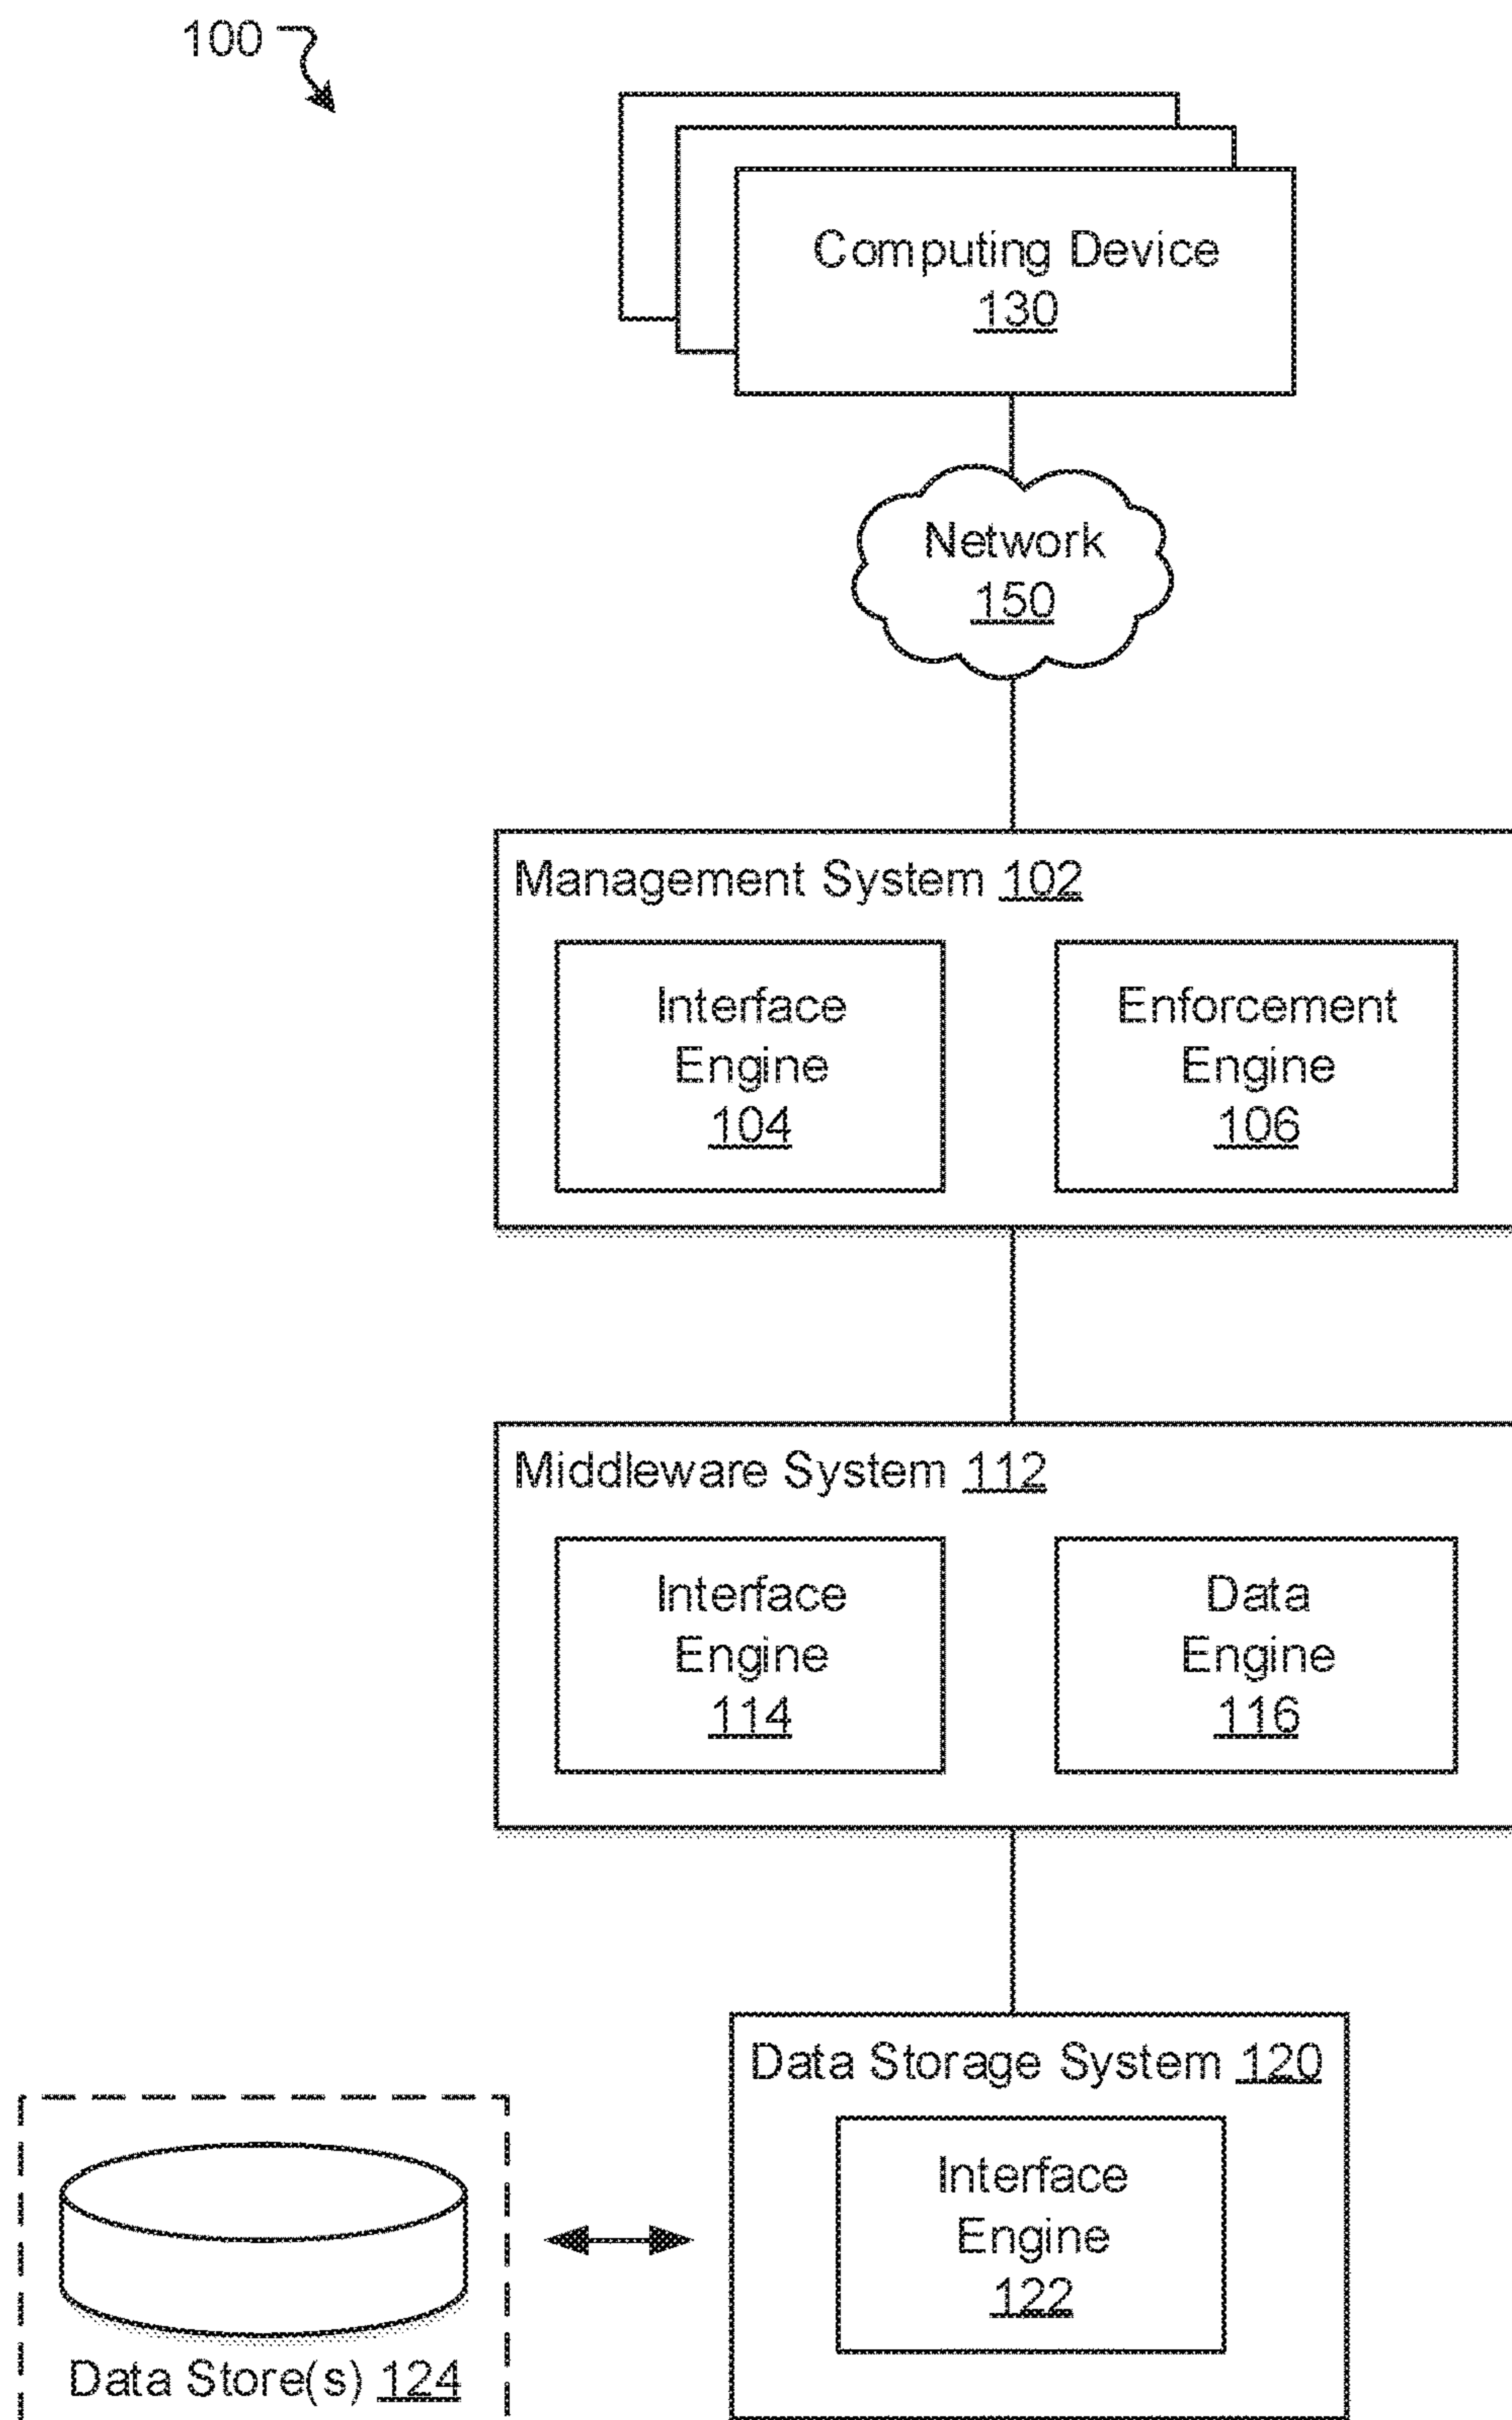 100
Computing Device
130
Network
150
Management System 102
Interface
Engine
104
Enforcement
Engine
106
Middleware System 112
Interface
Engine
114
Data
Engine
116
Data Storage System 120
Interface
Engine
122
Data Store(s) 124